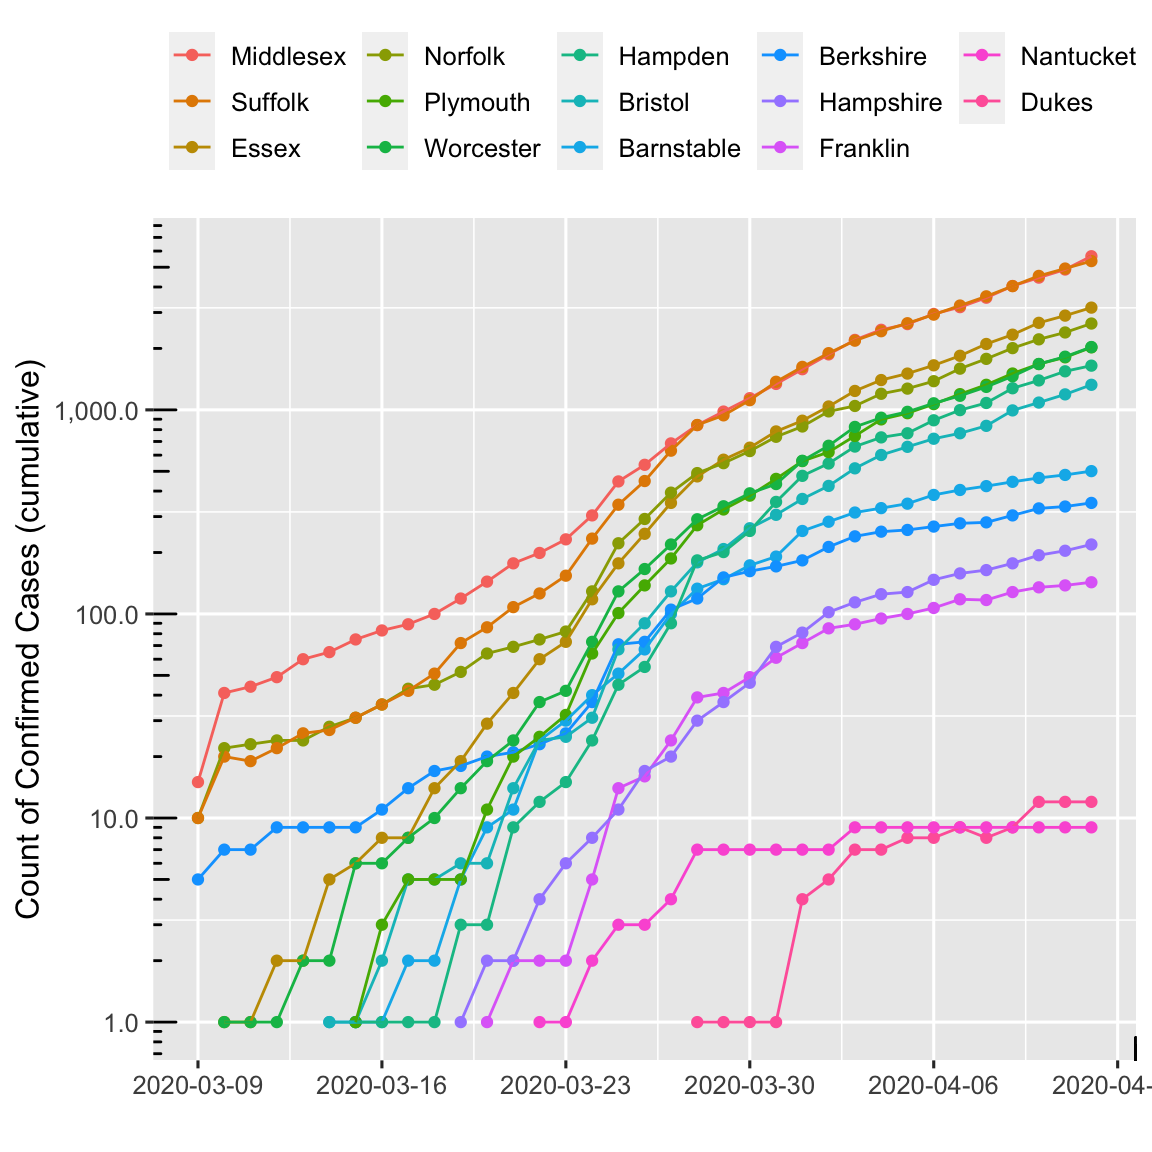 Middlesex Norfolk Hampden Berkshire Nantucket
Suffolk Plymouth Bristol Hampshire Dukes
Essex Worcester Barnstable Franklin
Count of Confirmed Cases (cumulative)
1,000.0
100.0
10.0
1.0
2020-03-09 2020-03-16 2020-03-23 2020-03-30 2020-04-06 2020-04-